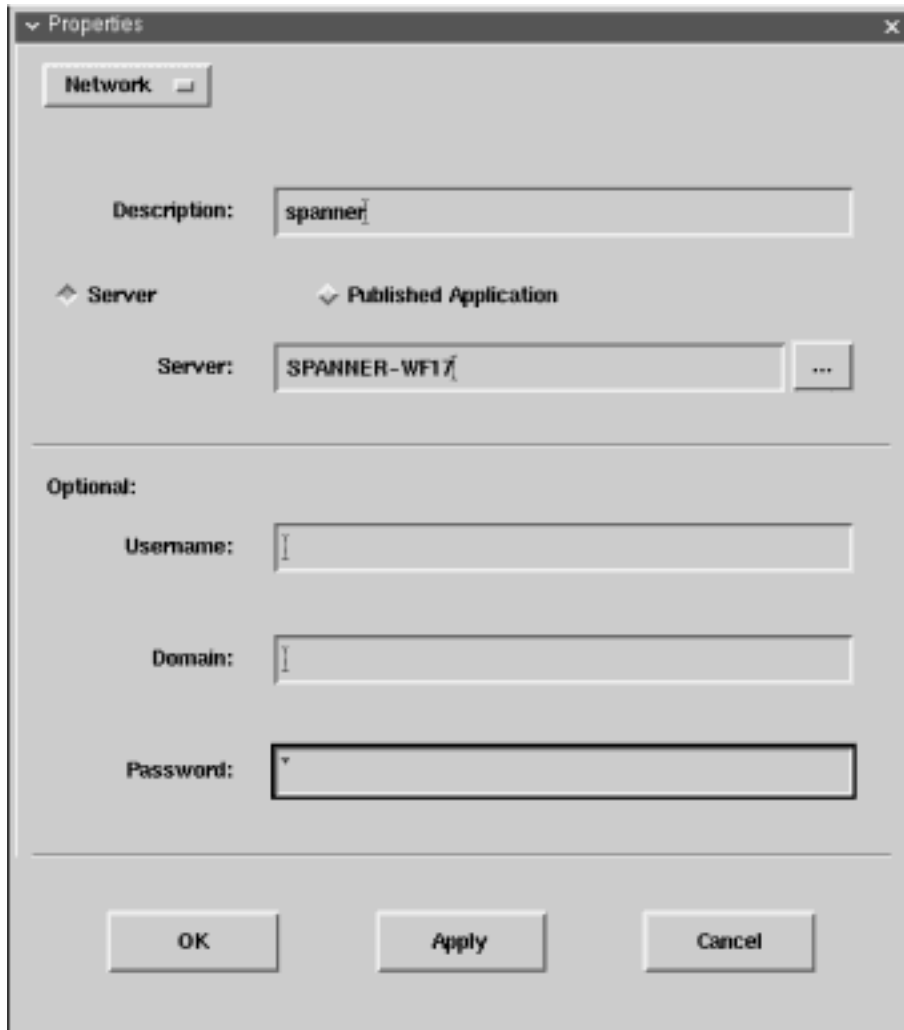 Properties
Network
Description: spanner
Server Published Application
Server: SPANNER-WF17 ...
Optional:
Username:
Domain:
Password: *
OK Apply Cancel